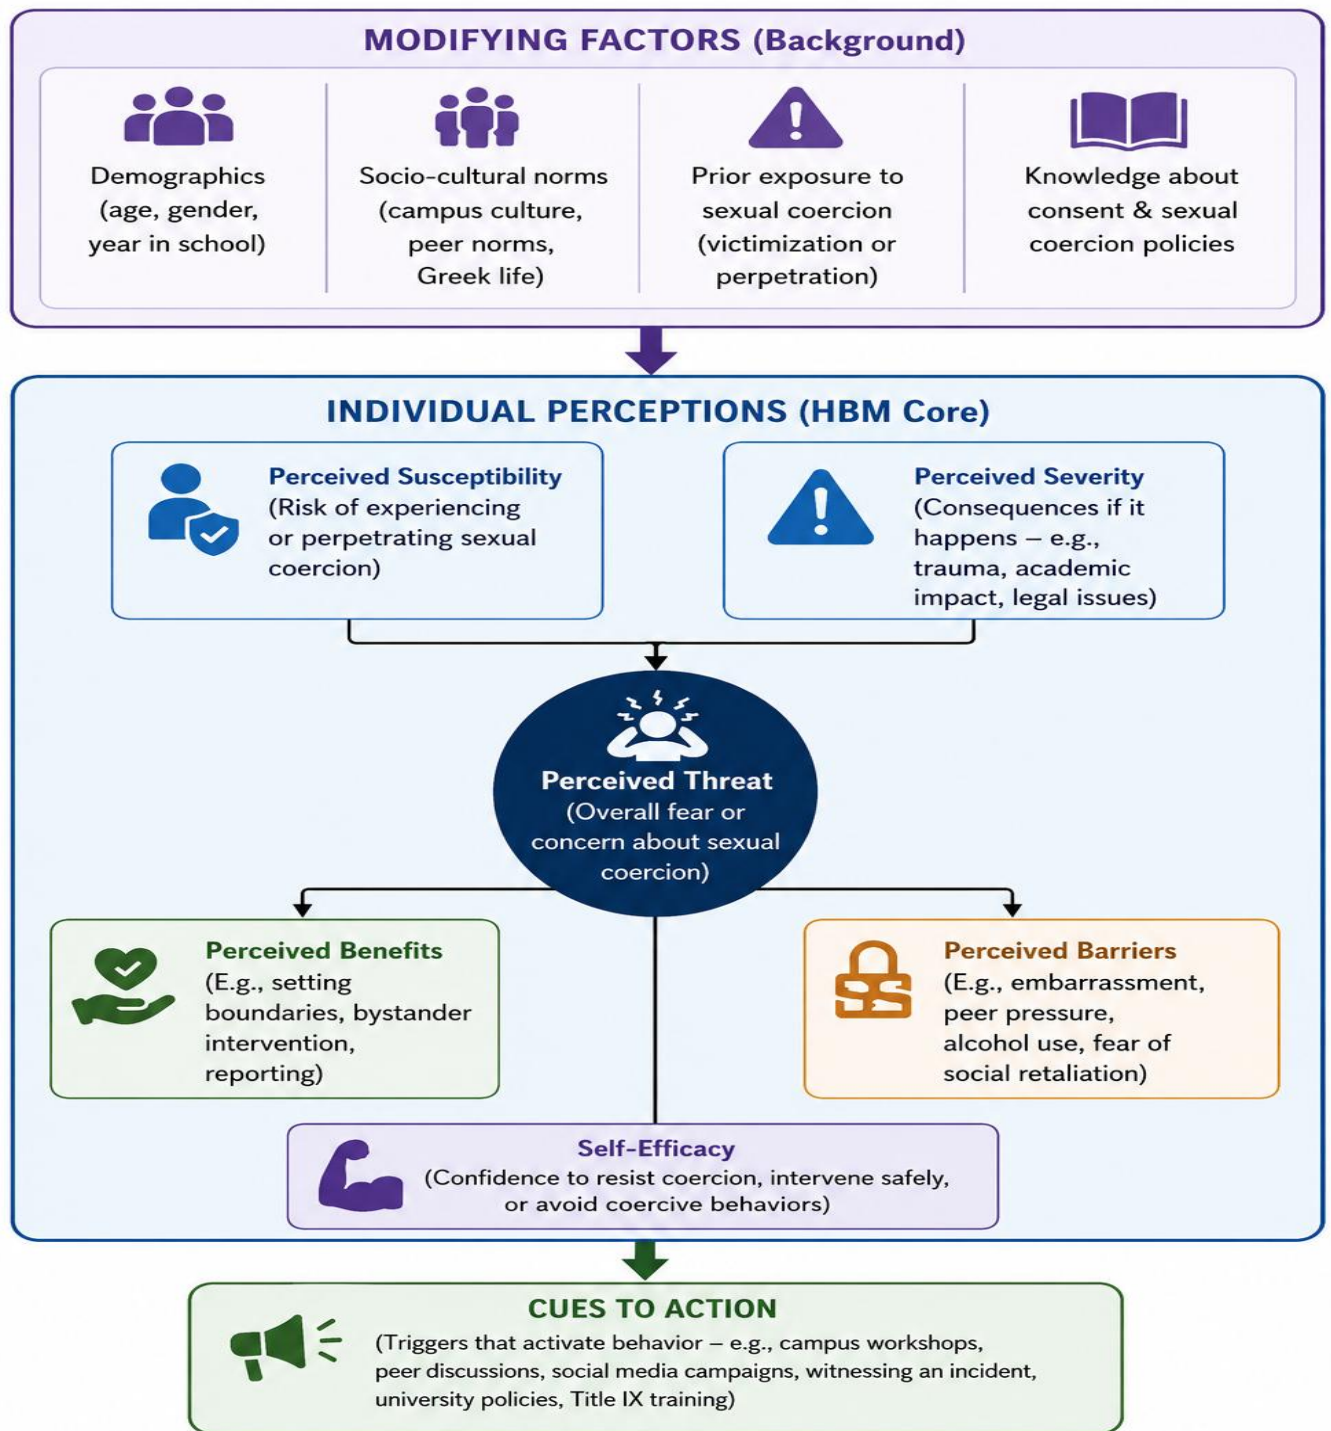 MODIFYING FACTORS (Background)
Demographics
(age, gender,
year in school)
Socio-cultural norms
(campus culture,
peer norms,
Greek life)
Prior exposure to
sexual coercion
(victimization or
perpetration)
Knowledge about
consent & sexual
coercion policies
INDIVIDUAL PERCEPTIONS (HBM Core)
Perceived Susceptibility
(Risk of experiencing
or perpetrating sexual
coercion)
Perceived Severity
(Consequences if it
happens – e.g.,
trauma, academic
impact, legal issues)
Perceived Threat
(Overall fear or
concern about sexual
coercion)
Perceived Benefits
(E.g., setting
boundaries, bystander
intervention,
reporting)
Perceived Barriers
(E.g., embarrassment,
peer pressure,
alcohol use, fear of
social retaliation)
Self-Efficacy
(Confidence to resist coercion, intervene safely,
or avoid coercive behaviors)
CUES TO ACTION
(Triggers that activate behavior – e.g., campus workshops,
peer discussions, social media campaigns, witnessing an incident,
university policies, Title IX training)